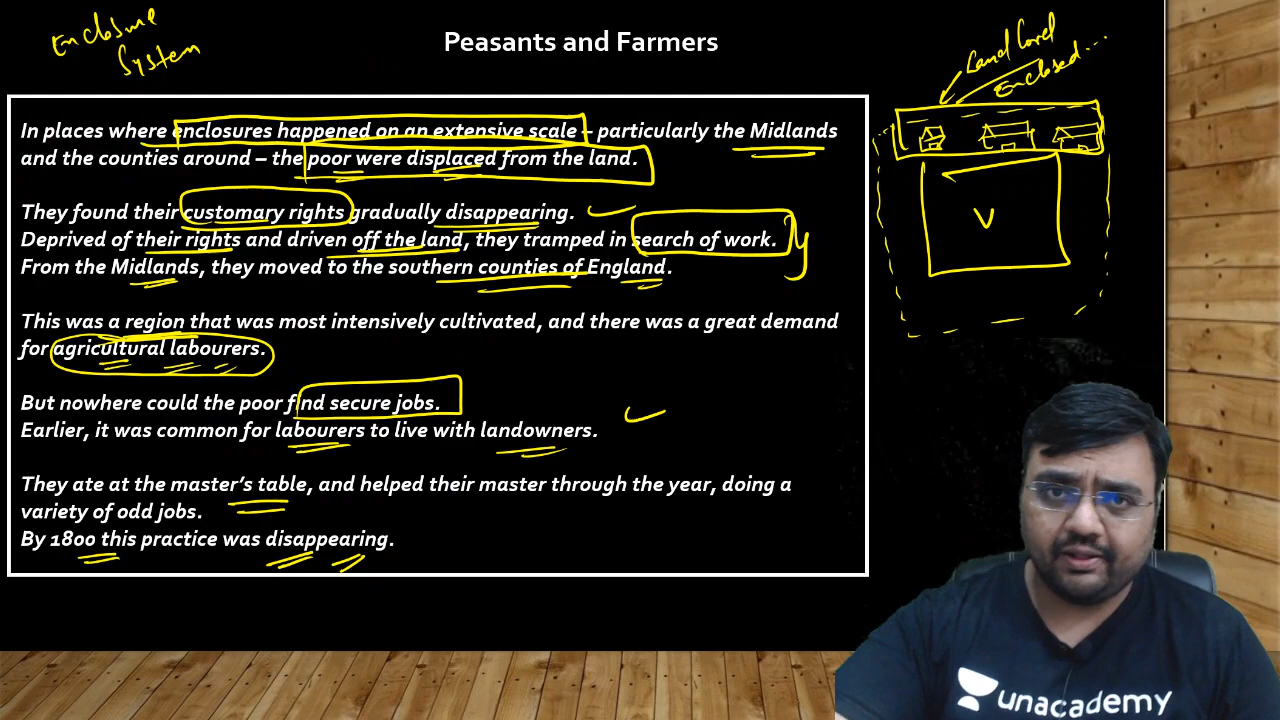 Enclosure
System
Peasants and Farmers
Land Lord
Enclosed...
In places where enclosures happened on an extensive scale – particularly the Midlands
and the counties around – the poor were displaced from the land.
They found their customary rights gradually disappearing.
Deprived of their rights and driven off the land, they tramped in search of work.
From the Midlands, they moved to the southern counties of England.
V
This was a region that was most intensively cultivated, and there was a great demand
for agricultural labourers.
But nowhere could the poor find secure jobs.
Earlier, it was common for labourers to live with landowners.
They ate at the master's table, and helped their master through the year, doing a
variety of odd jobs.
By 1800 this practice was disappearing.
unacademy